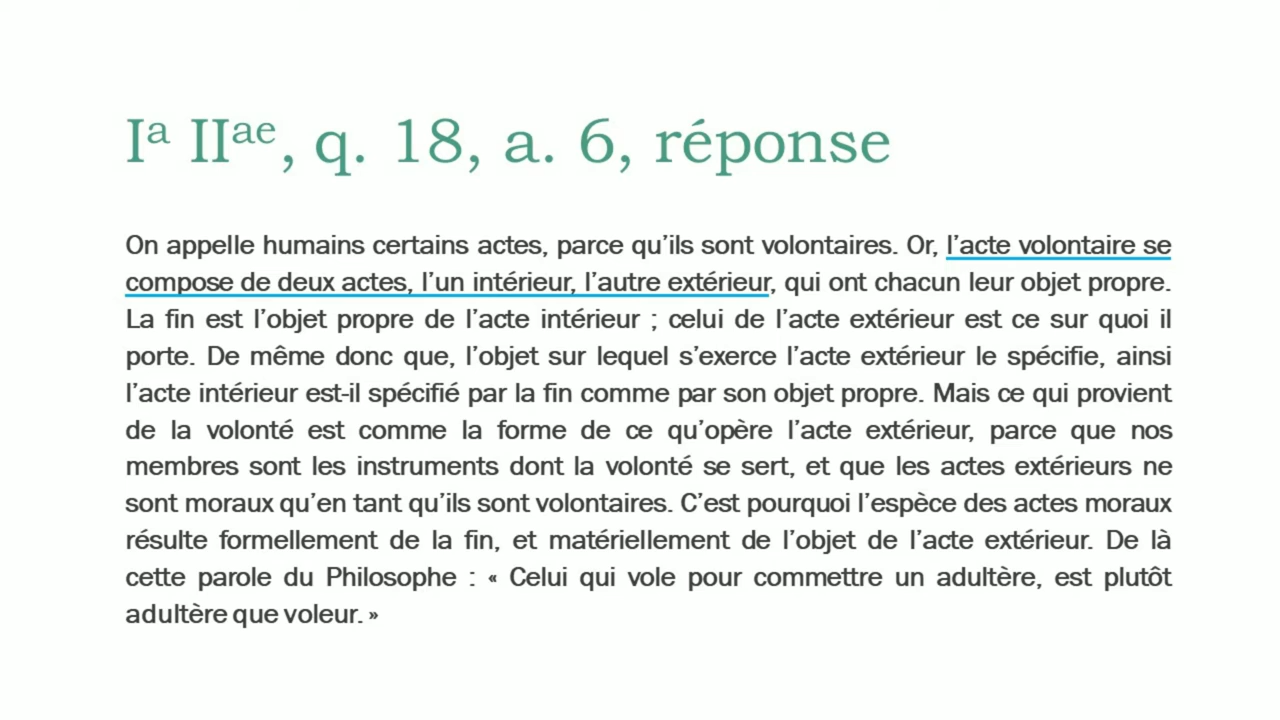 Iª IIᵃᵉ, q. 18, a. 6, réponse
On appelle humains certains actes, parce qu’ils sont volontaires. Or, l’acte volontaire se
compose de deux actes, l’un intérieur, l’autre extérieur, qui ont chacun leur objet propre.
La fin est l’objet propre de l’acte intérieur ; celui de l’acte extérieur est ce sur quoi il
porte. De même donc que, l’objet sur lequel s’exerce l’acte extérieur le spécifie, ainsi
l’acte intérieur est-il spécifié par la fin comme par son objet propre. Mais ce qui provient
de la volonté est comme la forme de ce qu’opère l’acte extérieur, parce que nos
membres sont les instruments dont la volonté se sert, et que les actes extérieurs ne
sont moraux qu’en tant qu’ils sont volontaires. C’est pourquoi l’espèce des actes moraux
résulte formellement de la fin, et matériellement de l’objet de l’acte extérieur. De là
cette parole du Philosophe : « Celui qui vole pour commettre un adultère, est plutôt
adultère que voleur. »